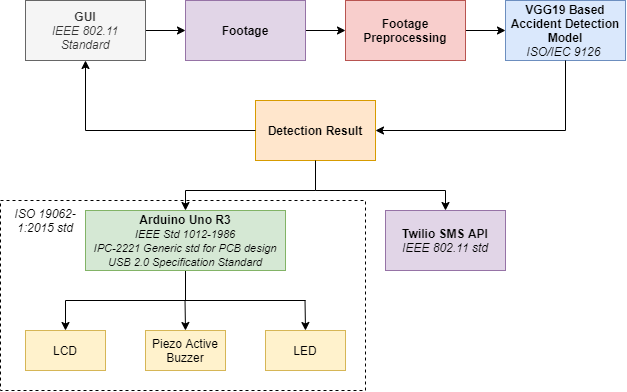 GUI
IEEE 802.11
Standard
Footage
Footage
Preprocessing
VGG19 Based
Accident Detection
Model
ISO/IEC 9126
Detection Result
ISO 19062-
1:2015 std
Arduino Uno R3
IEEE Std 1012-1986
IPC-2221 Generic std for PCB design
USB 2.0 Specification Standard
Twilio SMS API
IEEE 802.11 std
LCD
Piezo Active
Buzzer
LED